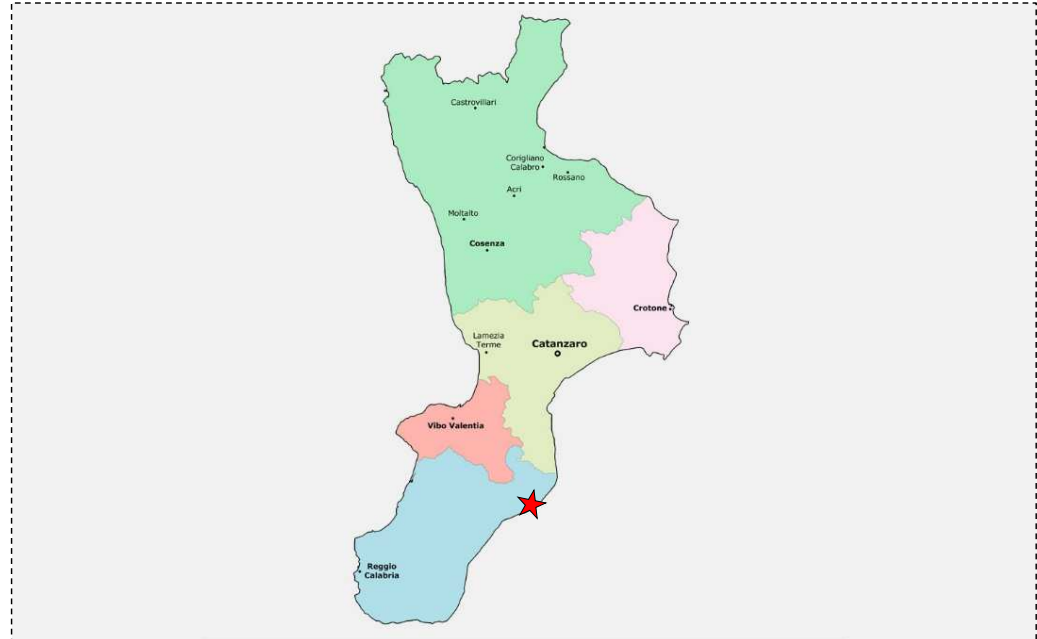 Castrovillari
Corigliano
Calabro
Rossano
Acri
Moltalto
Cosenza
Crotone
Lamezia
Terme
Catanzaro
Vibo Valentia
Reggio
Calabria